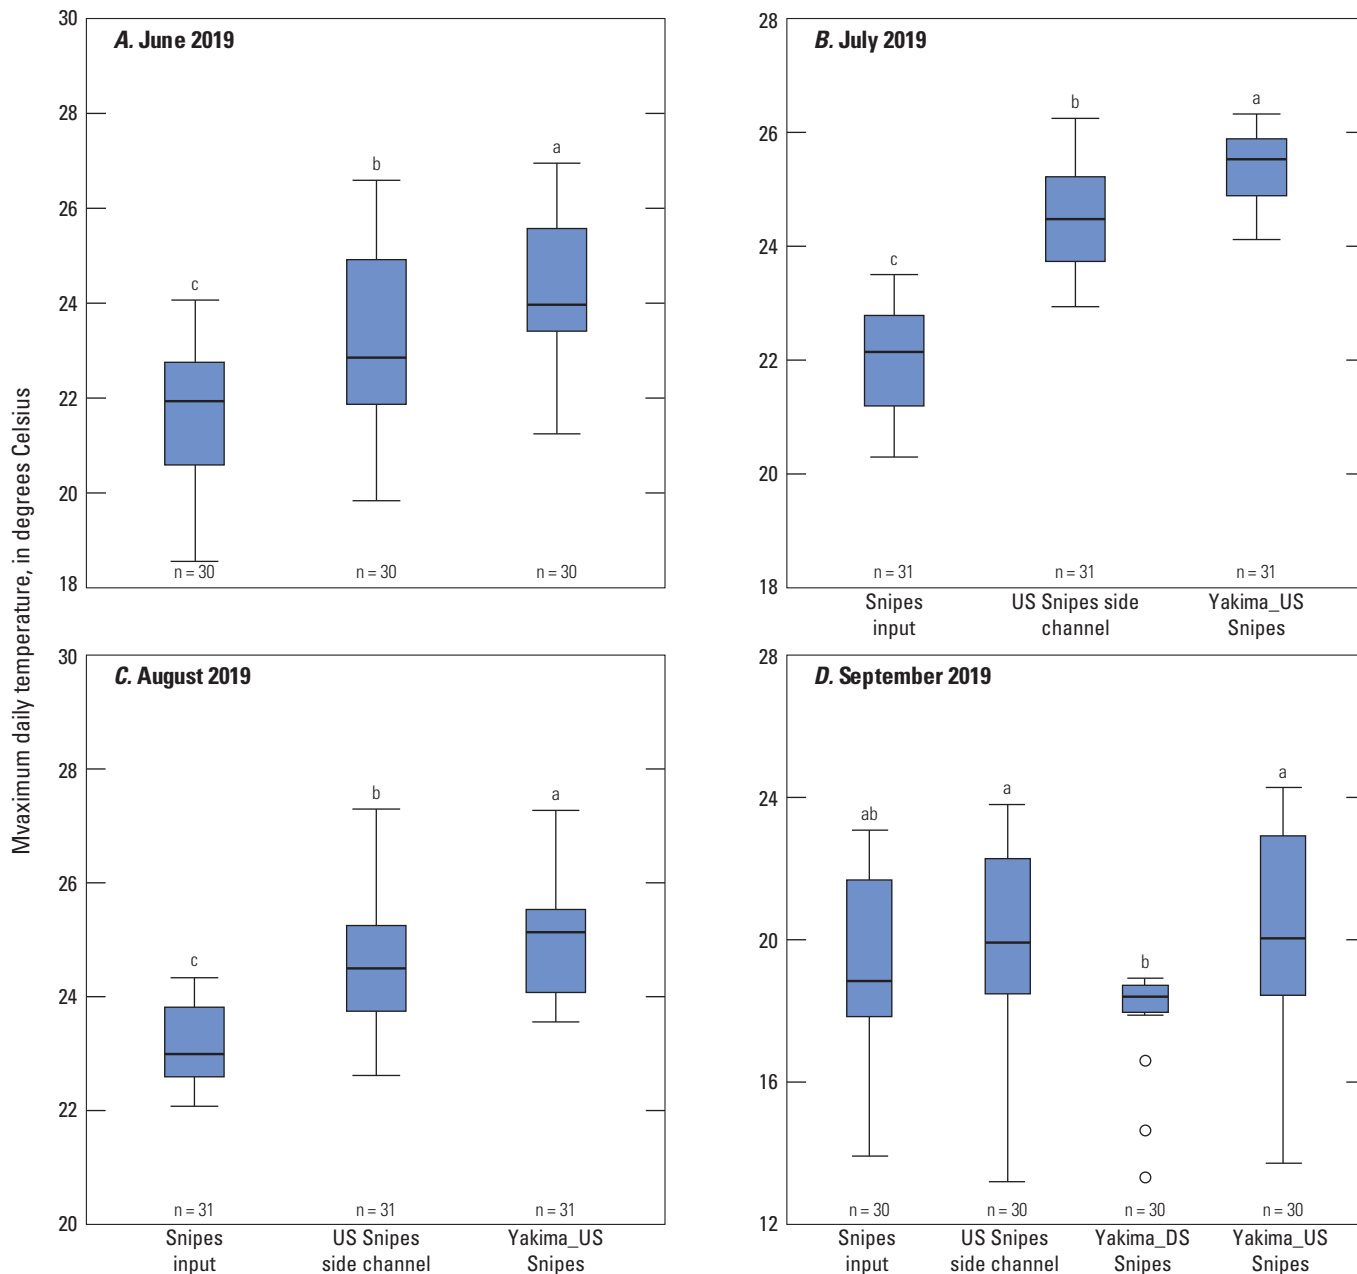 Mvaximum daily temperature, in degrees Celsius
A. June 2019
30
28
26
24
22
20
18
c
b
a
n = 30
n = 30
n = 30
B. July 2019
28
26
24
22
20
18
c
b
a
n = 31
n = 31
n = 31
Snipes
input
US Snipes side
channel
Yakima_US
Snipes
C. August 2019
30
28
26
24
22
20
c
b
a
n = 31
n = 31
n = 31
Snipes
input
US Snipes
side channel
Yakima_US
Snipes
D. September 2019
28
24
20
16
12
ab
a
b
a
n = 30
n = 30
n = 30
n = 30
Snipes
input
US Snipes
side channel
Yakima_DS
Snipes
Yakima_US
Snipes